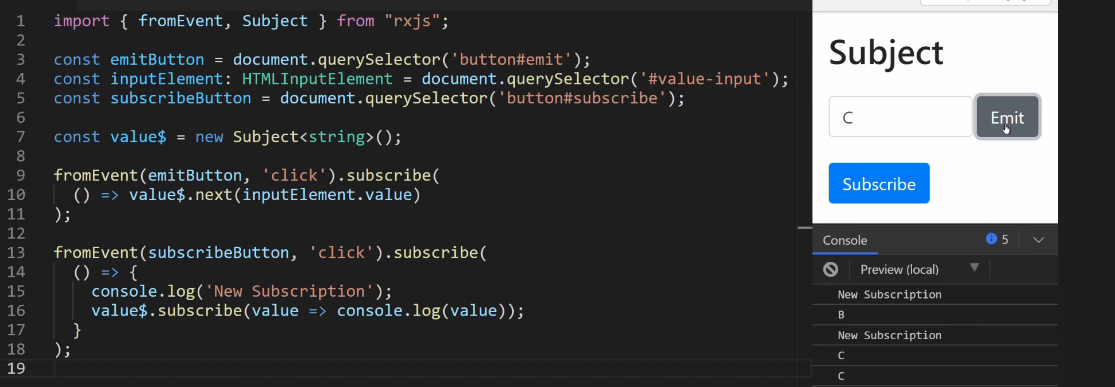 1 import { fromEvent, Subject } from "rxjs";
2
3 const emitButton = document.querySelector('button#emit');
4 const inputElement: HTMLInputElement = document.querySelector('#value-input');
5 const subscribeButton = document.querySelector('button#subscribe');
6
7 const value$ = new Subject<string>();
8
9 fromEvent(emitButton, 'click').subscribe(
10 () => value$.next(inputElement.value)
11 );
12
13 fromEvent(subscribeButton, 'click').subscribe(
14 () => {
15 console.log('New Subscription');
16 value$.subscribe(value => console.log(value));
17 }
18 );
19
Subject
C Emit
Subscribe
Console 5
Preview (local)
New Subscription
B
New Subscription
C
C